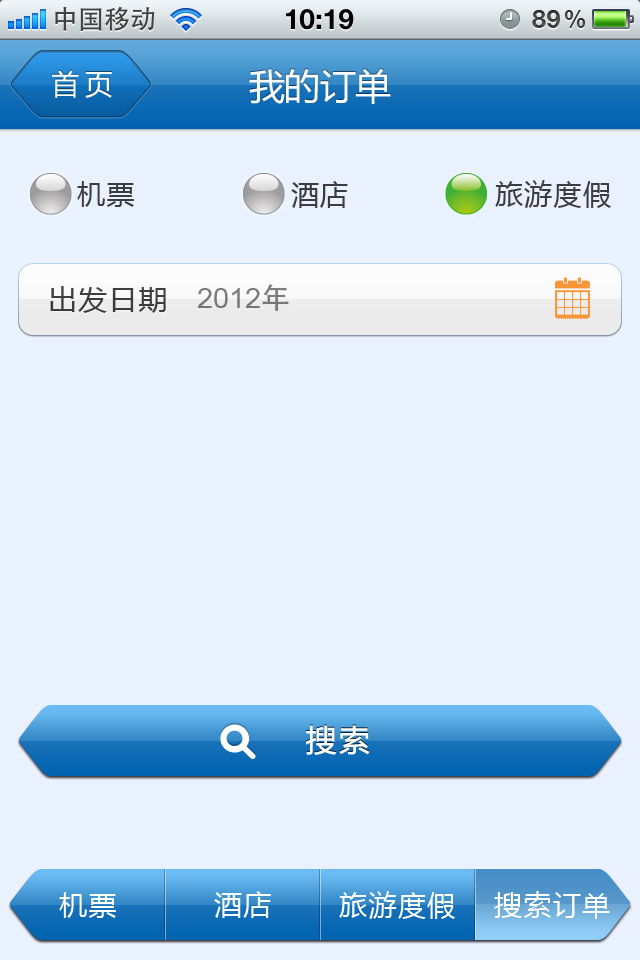 中国移动 10:19 89%
首页 我的订单
机票 酒店 旅游度假
出发日期 2012年
搜索
机票 酒店 旅游度假 搜索订单